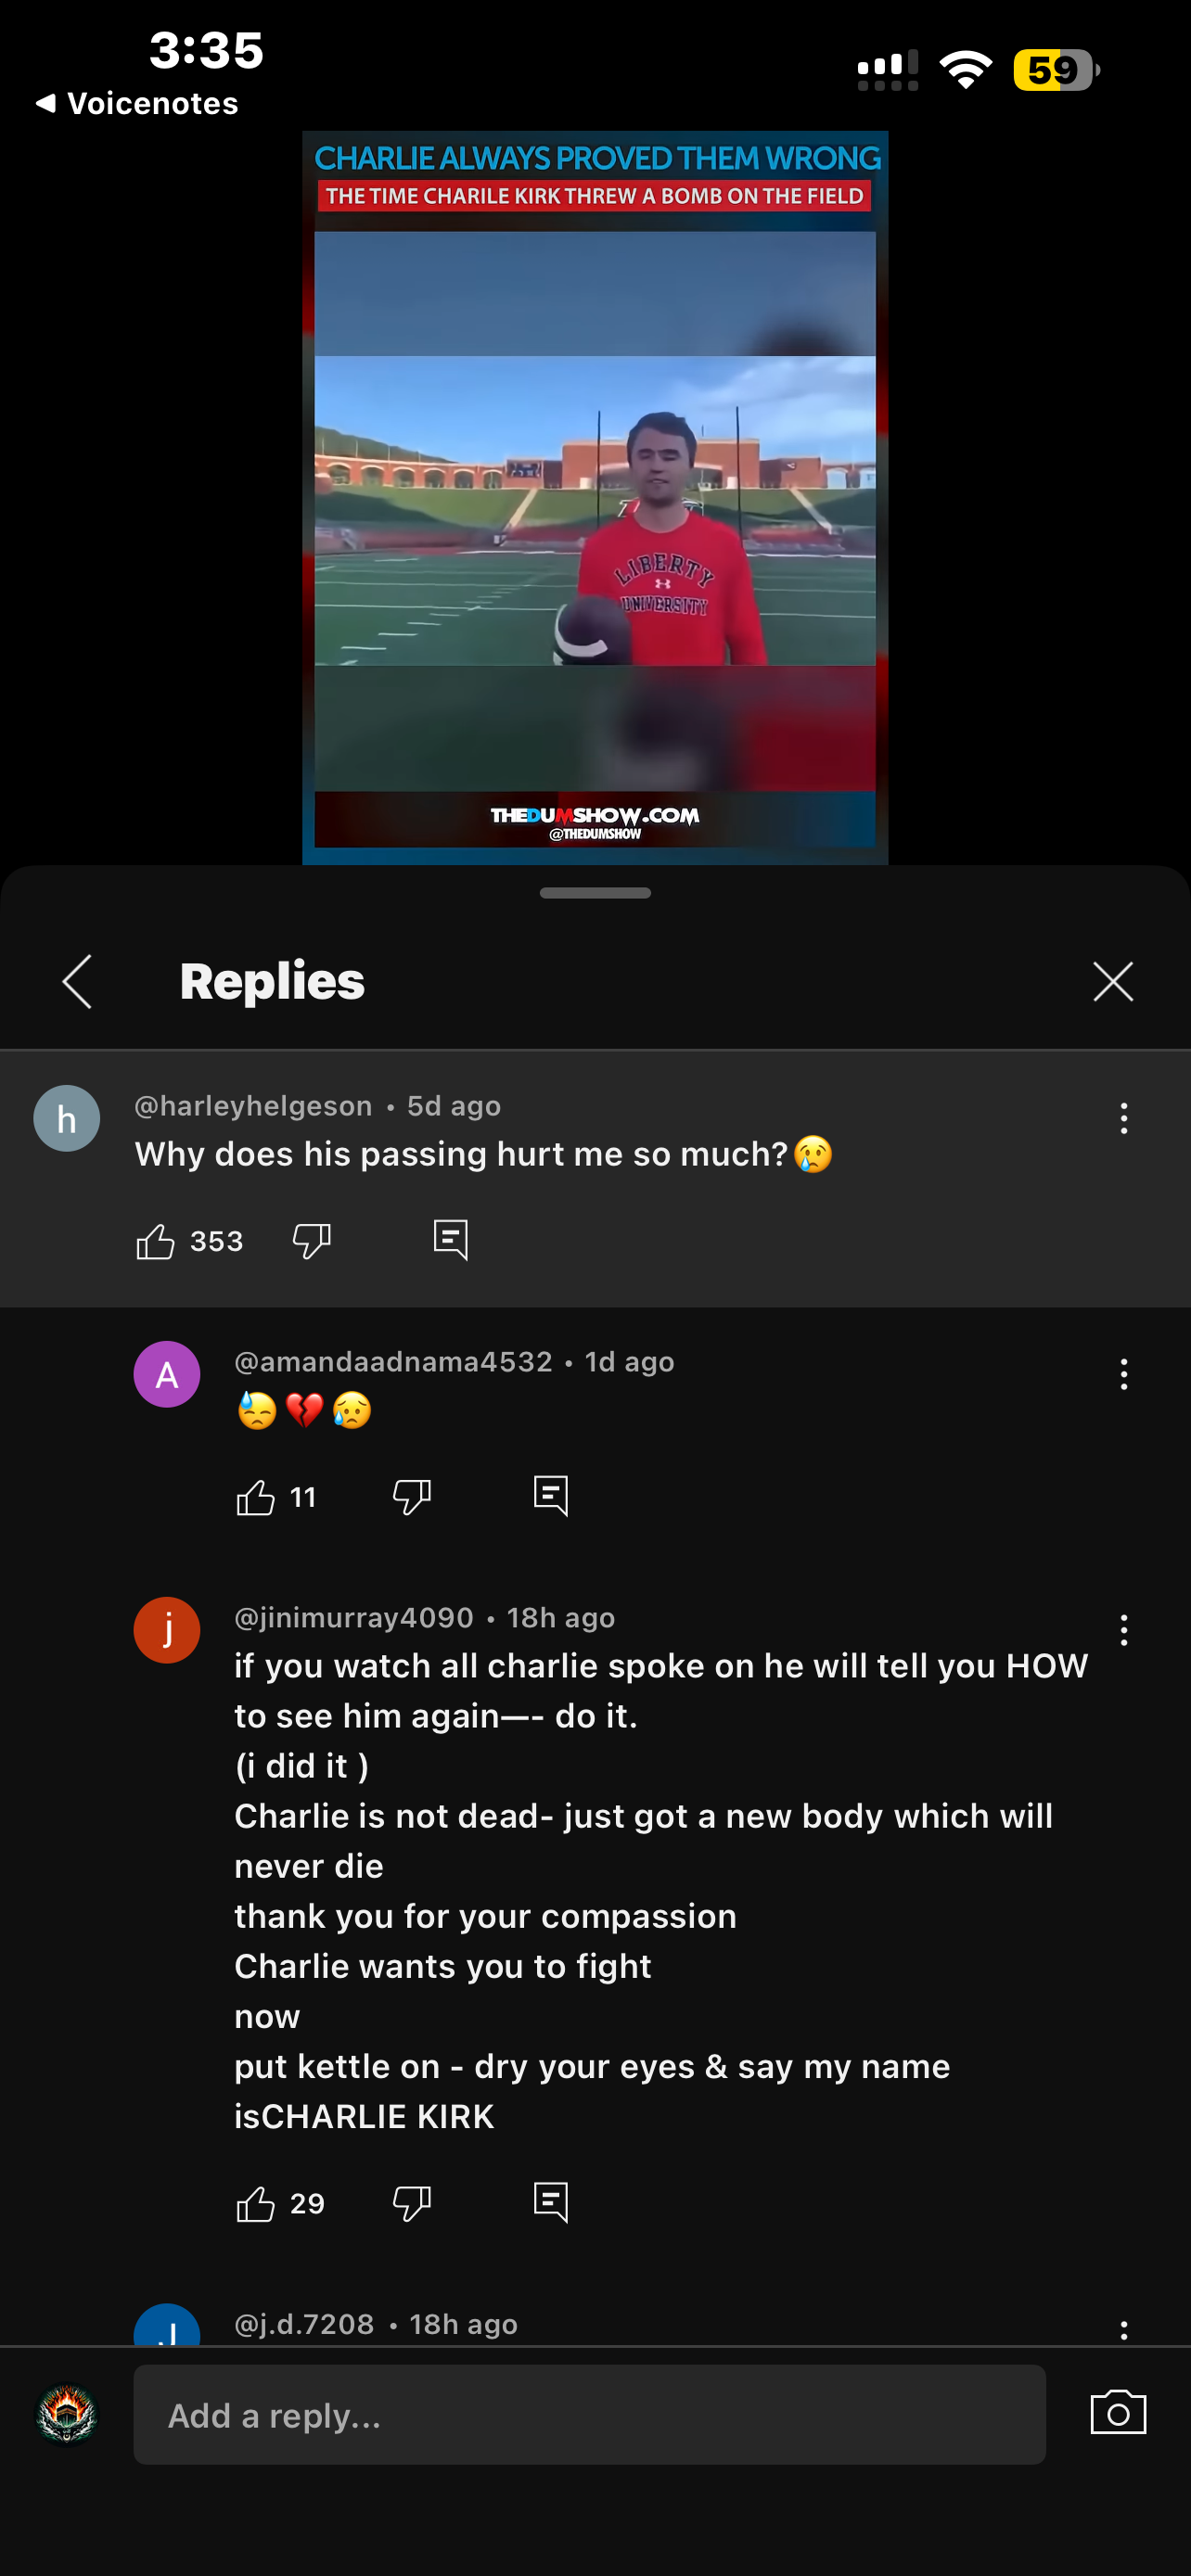 3:35
59
◀ Voicenotes
CHARLIE ALWAYS PROVED THEM WRONG
THE TIME CHARILE KIRK THREW A BOMB ON THE FIELD
LIBERTY
UNIVERSITY
THEDUMSHOW.COM
@THEDUMSHOW
Replies
h
@harleyhelgeson • 5d ago
Why does his passing hurt me so much?😢
353
A
@amandaadnama4532 • 1d ago
😓💔😥
11
j
@jinimurray4090 • 18h ago
if you watch all charlie spoke on he will tell you HOW
to see him again—- do it.
(i did it )
Charlie is not dead- just got a new body which will
never die
thank you for your compassion
Charlie wants you to fight
now
put kettle on - dry your eyes & say my name
isCHARLIE KIRK
29
J
@j.d.7208 • 18h ago
Add a reply...